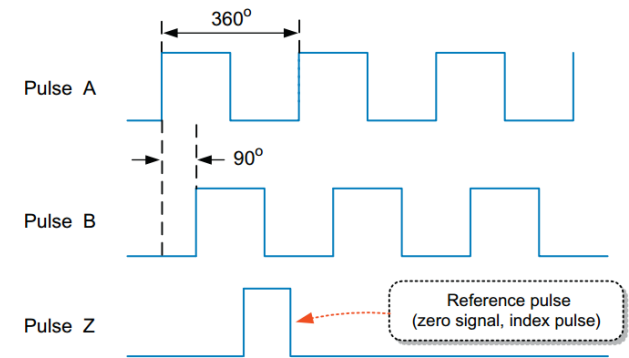 360°
Pulse A
90°
Pulse B
Reference pulse
(zero signal, index pulse)
Pulse Z